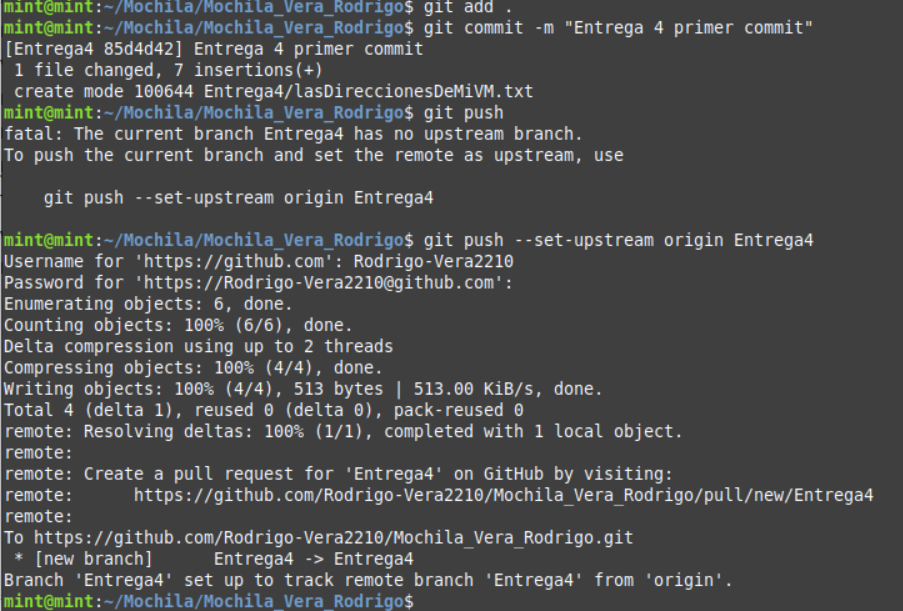 mint@mint:~/Mochila/Mochila_Vera_Rodrigo$ git add .
mint@mint:~/Mochila/Mochila_Vera_Rodrigo$ git commit -m "Entrega 4 primer commit"
[Entrega4 85d4d42] Entrega 4 primer commit
 1 file changed, 7 insertions(+)
 create mode 100644 Entrega4/lasDireccionesDeMiVM.txt
mint@mint:~/Mochila/Mochila_Vera_Rodrigo$ git push
fatal: The current branch Entrega4 has no upstream branch.
To push the current branch and set the remote as upstream, use

    git push --set-upstream origin Entrega4

mint@mint:~/Mochila/Mochila_Vera_Rodrigo$ git push --set-upstream origin Entrega4
Username for 'https://github.com': Rodrigo-Vera2210
Password for 'https://Rodrigo-Vera2210@github.com':
Enumerating objects: 6, done.
Counting objects: 100% (6/6), done.
Delta compression using up to 2 threads
Compressing objects: 100% (4/4), done.
Writing objects: 100% (4/4), 513 bytes | 513.00 KiB/s, done.
Total 4 (delta 1), reused 0 (delta 0), pack-reused 0
remote: Resolving deltas: 100% (1/1), completed with 1 local object.
remote:
remote: Create a pull request for 'Entrega4' on GitHub by visiting:
remote:      https://github.com/Rodrigo-Vera2210/Mochila_Vera_Rodrigo/pull/new/Entrega4
remote:
To https://github.com/Rodrigo-Vera2210/Mochila_Vera_Rodrigo.git
 * [new branch]      Entrega4 -> Entrega4
Branch 'Entrega4' set up to track remote branch 'Entrega4' from 'origin'.
mint@mint:~/Mochila/Mochila_Vera_Rodrigo$